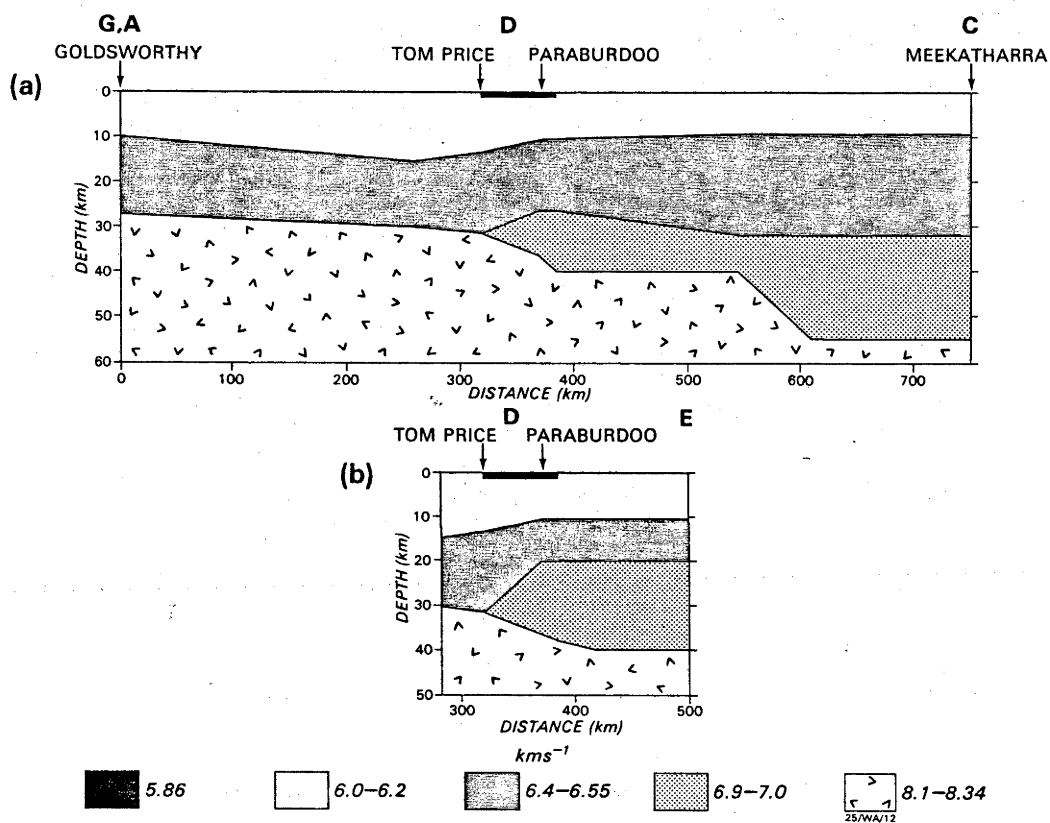 G,A D C
GOLDSWORTHY TOM PRICE PARABURDOO MEEKATHARRA
(a)
0
10
20
30
40
50
60
DEPTH (km)
0 100 200 300 400 500 600 700
DISTANCE (km)
D E
TOM PRICE PARABURDOO
(b)
0
10
20
30
40
50
DEPTH (km)
300 400 500
DISTANCE (km)
kms⁻¹
5.86 6.0–6.2 6.4–6.55 6.9–7.0 8.1–8.34
25/WA/12